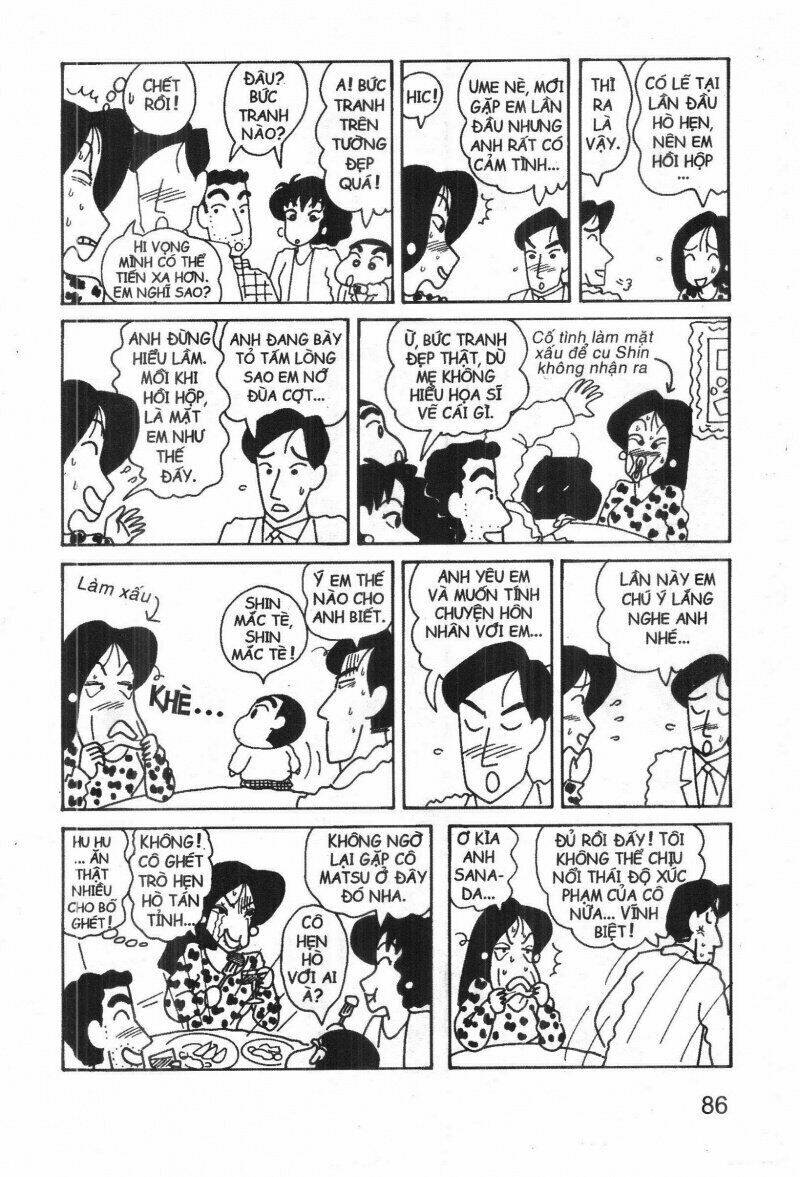 CÓ LẼ TẠI
LẦN ĐẦU
HÒ HẸN,
NÊN EM
HỒI HỘP
...
THÌ
RA
LÀ
VẬY.
UME NÈ, MỚI
GẶP EM LẦN
ĐẦU NHƯNG
ANH RẤT CÓ
CẢM TÌNH...
HIC!
A! BỨC
TRANH
TRÊN
TƯỜNG
ĐẸP
QUÁ!
ĐÂU?
BỨC
TRANH
NÀO?
CHẾT
RỒI!
HI VỌNG
MÌNH CÓ THỂ
TIẾN XA HƠN.
EM NGHĨ SAO?
Cố tình làm mặt
xấu để cu Shin
không nhận ra
Ừ, BỨC TRANH
ĐẸP THẬT, DÙ
MẸ KHÔNG
HIỂU HỌA SĨ
VẼ CÁI GÌ.
ANH ĐANG BÀY
TỎ TẤM LÒNG
SAO EM NỠ
ĐÙA CỢT...
ANH ĐỪNG
HIỂU LẦM.
MỖI KHI
HỒI HỘP,
LÀ MẶT
EM NHƯ
THẾ
ĐẤY.
LẦN NÀY EM
CHÚ Ý LẮNG
NGHE ANH
NHÉ...
ANH YÊU EM
VÀ MUỐN TÍNH
CHUYỆN HÔN
NHÂN VỚI EM...
Ý EM THẾ
NÀO CHO
ANH BIẾT.
SHIN
MẮC TÈ,
SHIN
MẮC TÈ!
Làm xấu
KHÈ...
ĐỦ RỒI ĐẤY! TÔI
KHÔNG THỂ CHỊU
NỔI THÁI ĐỘ XÚC
PHẠM CỦA CÔ
NỮA... VĨNH
BIỆT!
Ơ KÌA
ANH
SANA-
DA...
KHÔNG NGỜ
LẠI GẶP CÔ
MATSU Ở ĐÂY
ĐÓ NHA.
CÔ
HẸN
HÒ
VỚI AI
À?
KHÔNG!
CÔ GHÉT
TRÒ HẸN
HÒ TÁN
TỈNH...
HU HU
... ĂN
THẬT
NHIỀU
CHO BÕ
GHÉT!
86